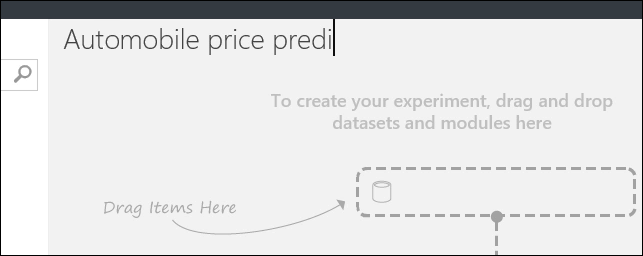 Automobile price predi
To create your experiment, drag and drop
datasets and modules here
Drag Items Here